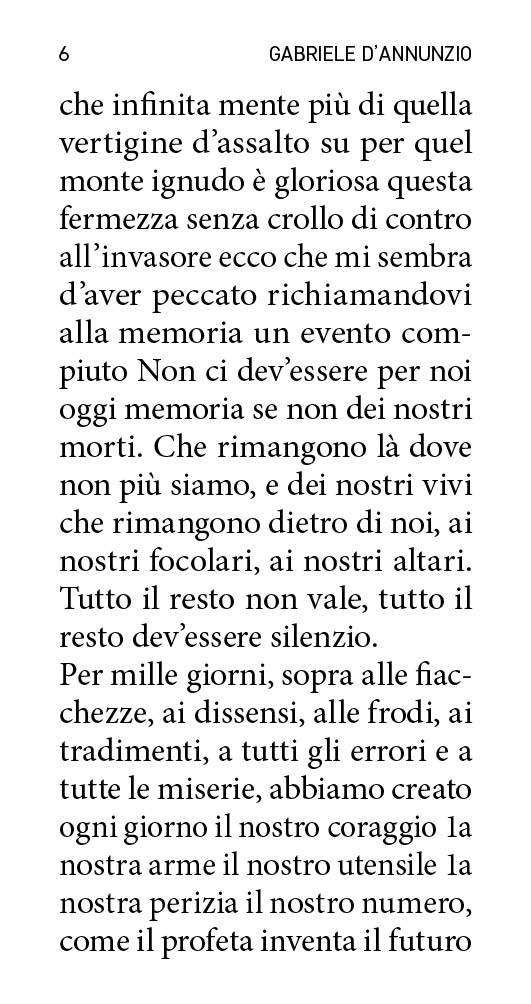 6 GABRIELE D’ANNUNZIO
che infinita mente più di quella
vertigine d’assalto su per quel
monte ignudo è gloriosa questa
fermezza senza crollo di contro
all’invasore ecco che mi sembra
d’aver peccato richiamandovi
alla memoria un evento com-
piuto Non ci dev’essere per noi
oggi memoria se non dei nostri
morti. Che rimangono là dove
non più siamo, e dei nostri vivi
che rimangono dietro di noi, ai
nostri focolari, ai nostri altari.
Tutto il resto non vale, tutto il
resto dev’essere silenzio.
Per mille giorni, sopra alle fiac-
chezze, ai dissensi, alle frodi, ai
tradimenti, a tutti gli errori e a
tutte le miserie, abbiamo creato
ogni giorno il nostro coraggio 1a
nostra arme il nostro utensile 1a
nostra perizia il nostro numero,
come il profeta inventa il futuro